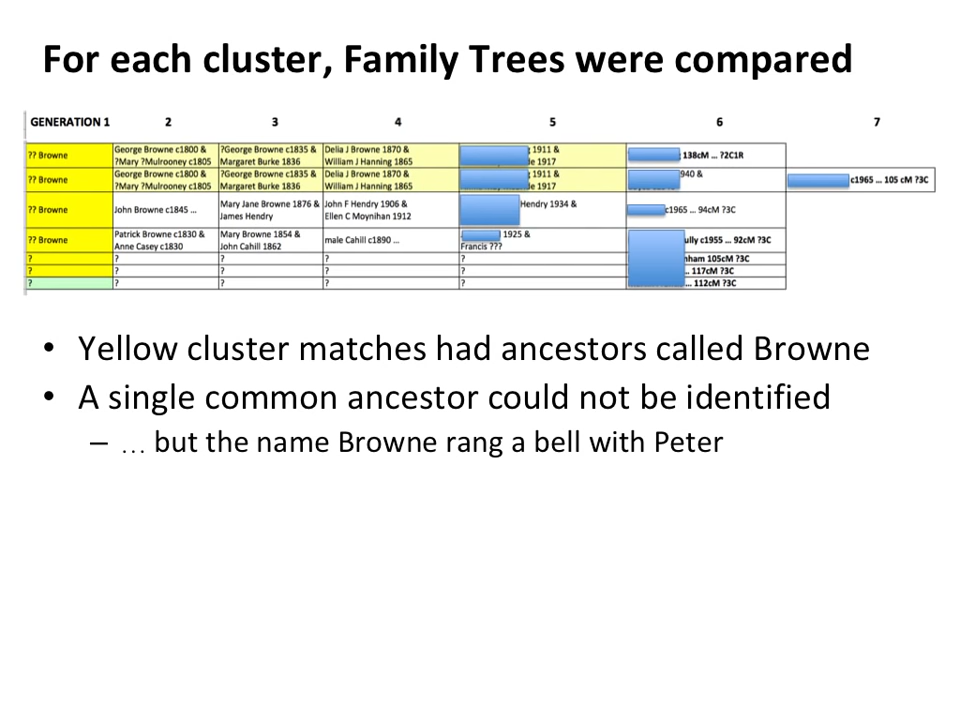 For each cluster, Family Trees were compared
GENERATION 1 2 3 4 5 6 7
?? Browne
George Browne c1800 &
?Mary ?Mulrooney c1805
?George Browne c1835 &
Margaret Burke 1836
Delia J Browne 1870 &
William J Hanning 1865
1911 &
1917
138cM ... ?2C1R
?? Browne
George Browne c1800 &
?Mary ?Mulrooney c1805
?George Browne c1835 &
Margaret Burke 1836
Delia J Browne 1870 &
William J Hanning 1865
1911 &
1917
940 &
c1965 ... 105 cM ?3C
?? Browne
John Browne c1845 ...
Mary Jane Browne 1876 &
James Hendry
John F Hendry 1906 &
Ellen C Moynihan 1912
Hendry 1934 &
c1965 ... 94cM ?3C
?? Browne
Patrick Browne c1830 &
Anne Casey c1830
Mary Browne 1854 &
John Cahill 1862
male Cahill c1890 ...
1925 &
Francis ???
ully c1955 ... 92cM ?3C
? ? ? ? ? nham 105cM ?3C
? ? ? ? ? .. 117cM ?3C
? ? ? ? ? ... 112cM ?3C
• Yellow cluster matches had ancestors called Browne
• A single common ancestor could not be identified
– ... but the name Browne rang a bell with Peter